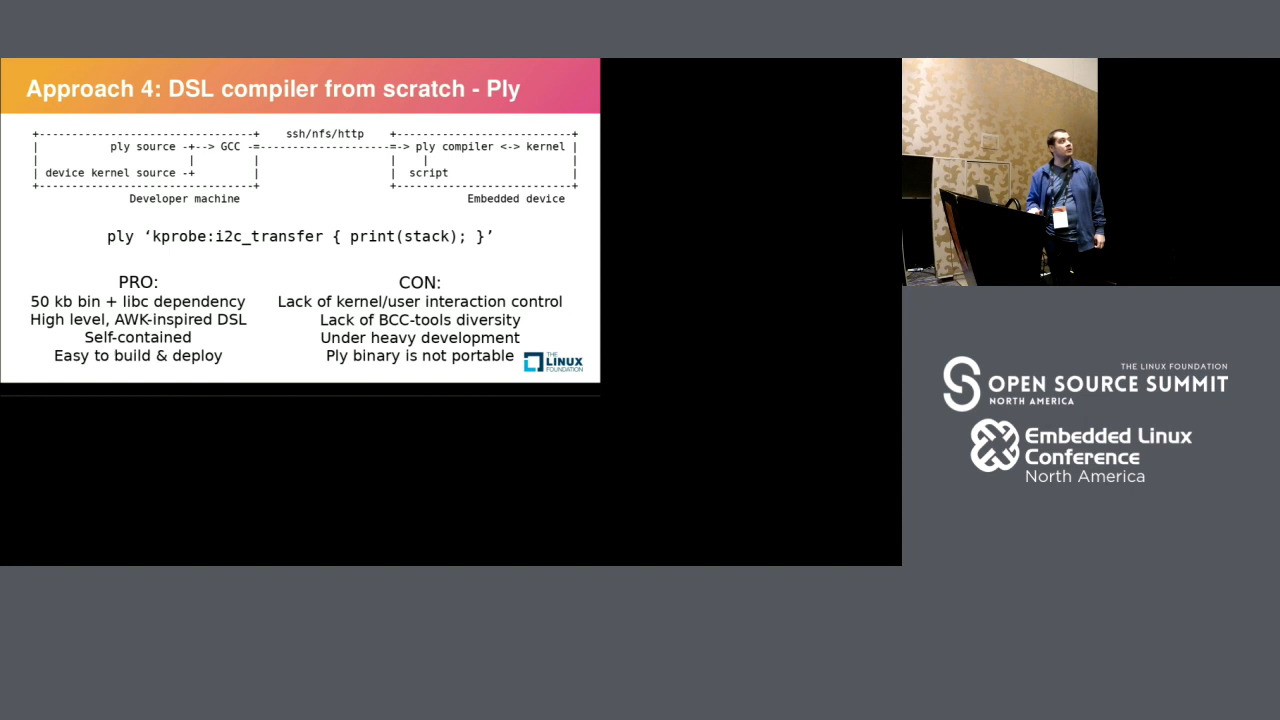 Approach 4: DSL compiler from scratch - Ply
+---------------------------------+    ssh/nfs/http    +---------------------------+
|           ply source -+--> GCC -=--------------------=-> ply compiler <-> kernel |
|                       |         |                    |    |                      |
| device kernel source -+         |                    |  script                   |
+---------------------------------+                    +---------------------------+
Developer machine                                   Embedded device
ply ‘kprobe:i2c_transfer { print(stack); }’
PRO:
50 kb bin + libc dependency
High level, AWK-inspired DSL
Self-contained
Easy to build & deploy
CON:
Lack of kernel/user interaction control
Lack of BCC-tools diversity
Under heavy development
Ply binary is not portable
THE
LINUX
FOUNDATION
THE LINUX FOUNDATION
OPEN SOURCE SUMMIT
NORTH AMERICA
Embedded Linux
Conference
North America